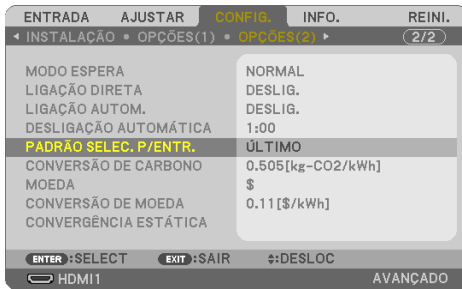 ENTRADA AJUSTAR CONFIG. INFO. REINI.
INSTALAÇÃO • OPÇÕES(1) • OPÇÕES(2) 2/2
MODO ESPERA NORMAL
LIGAÇÃO DIRETA DESLIG.
LIGAÇÃO AUTOM. DESLIG.
DESLIGAÇÃO AUTOMÁTICA 1:00
PADRÃO SELEC. P/ENTR. ÚLTIMO
CONVERSÃO DE CARBONO 0.505[kg-CO2/kWh]
MOEDA $
CONVERSÃO DE MOEDA 0.11[$/kWh]
CONVERGÊNCIA ESTÁTICA
ENTER :SELECT EXIT :SAIR :DESLOC
HDMI1 AVANÇADO